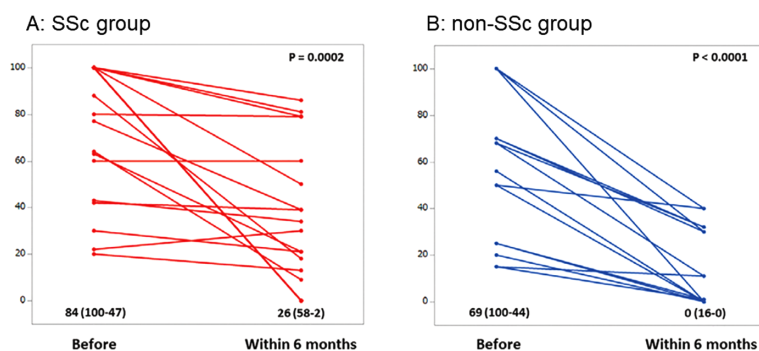 A: SSc group
P = 0.0002
100
80
60
40
20
0
84 (100-47)
26 (58-2)
Before
Within 6 months
B: non-SSc group
P < 0.0001
100
80
60
40
20
0
69 (100-44)
0 (16-0)
Before
Within 6 months